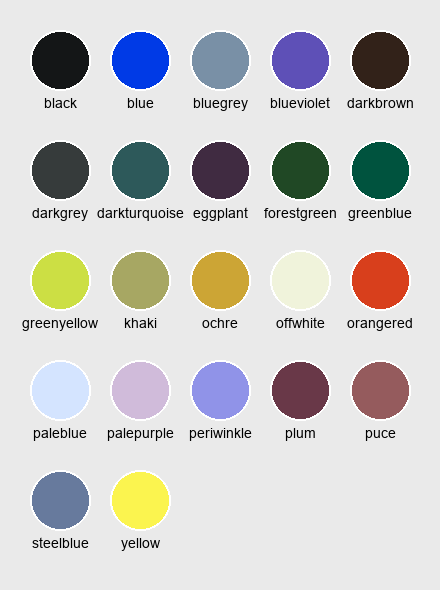 black blue bluegrey blueviolet darkbrown
darkgrey darkturquoise eggplant forestgreen greenblue
greenyellow khaki ochre offwhite orangered
paleblue palepurple periwinkle plum puce
steelblue yellow